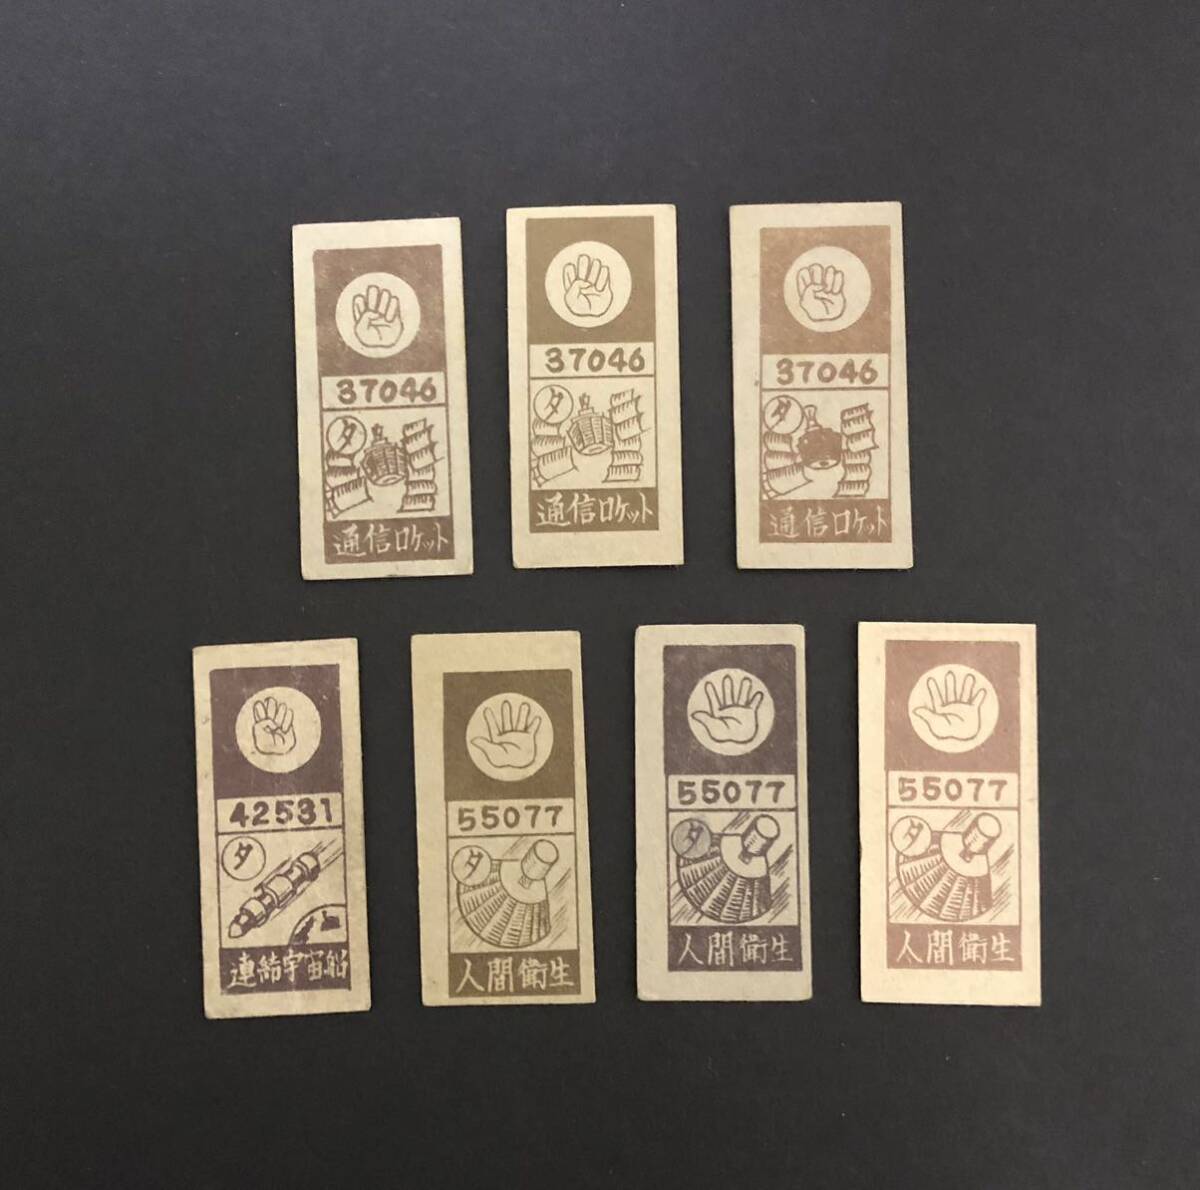 37046
タ
通信ロケット
37046
タ
通信ロケット
37046
タ
通信ロケット
42531
タ
連結宇宙船
55077
タ
人間衛生
55077
タ
人間衛生
55077
タ
人間衛生